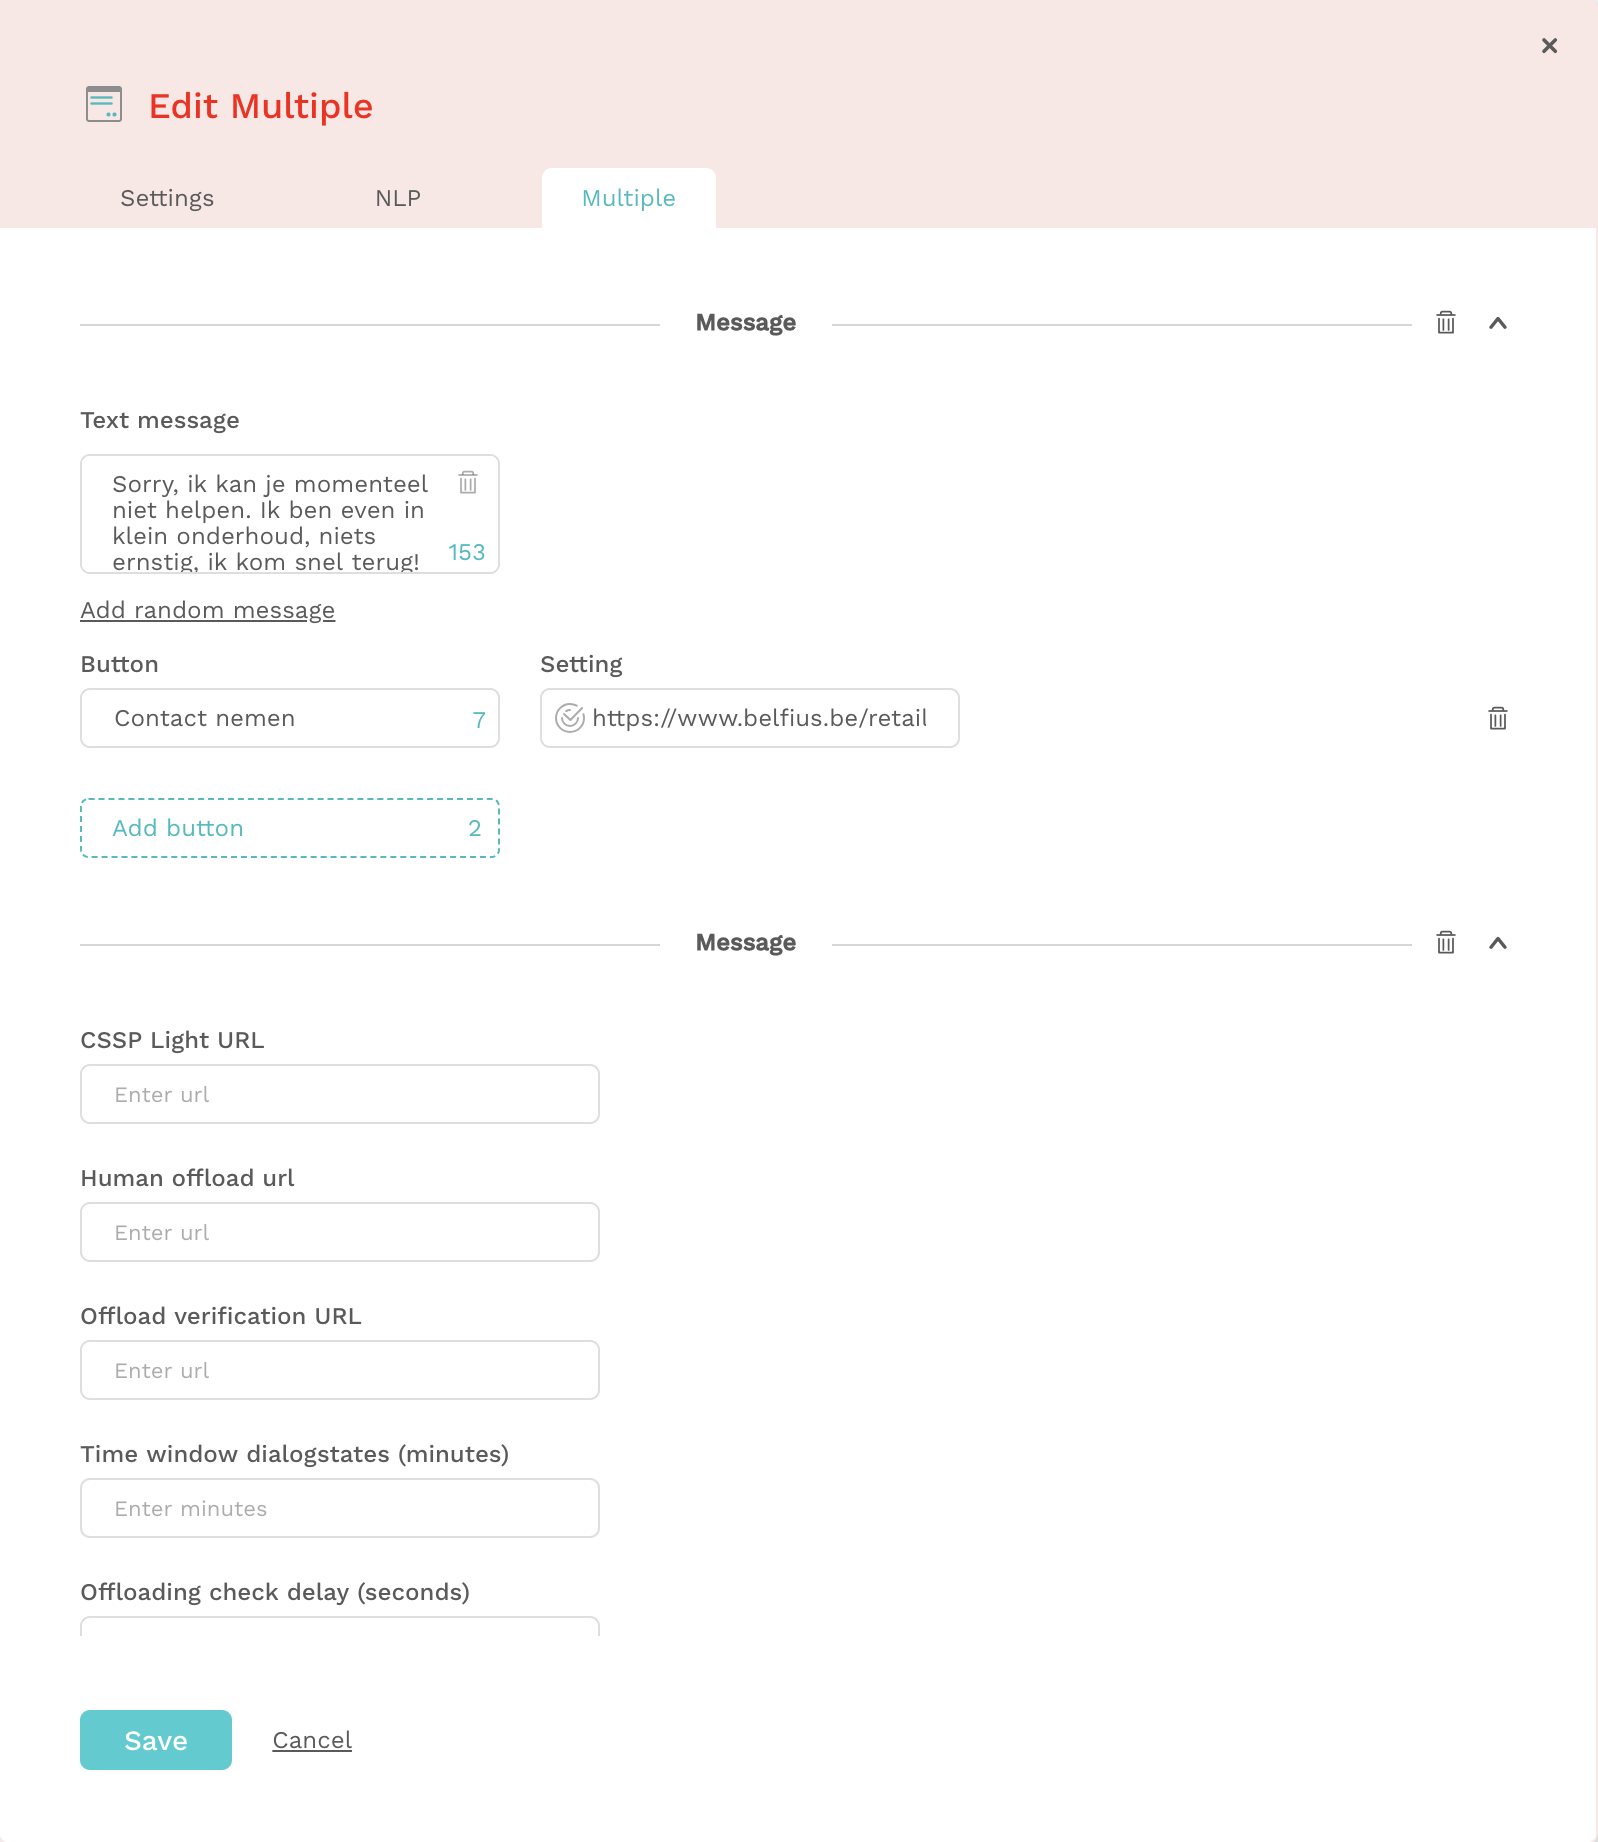 Edit Multiple
Settings
NLP
Multiple
Message
Text message
Sorry, ik kan je momenteel
niet helpen. Ik ben even in
klein onderhoud, niets
ernstig, ik kom snel terug!
153
Add random message
Button
Setting
Contact nemen
7
https://www.belfius.be/retail
Add button
2
Message
CSSP Light URL
Enter url
Human offload url
Enter url
Offload verification URL
Enter url
Time window dialogstates (minutes)
Enter minutes
Offloading check delay (seconds)
Save
Cancel